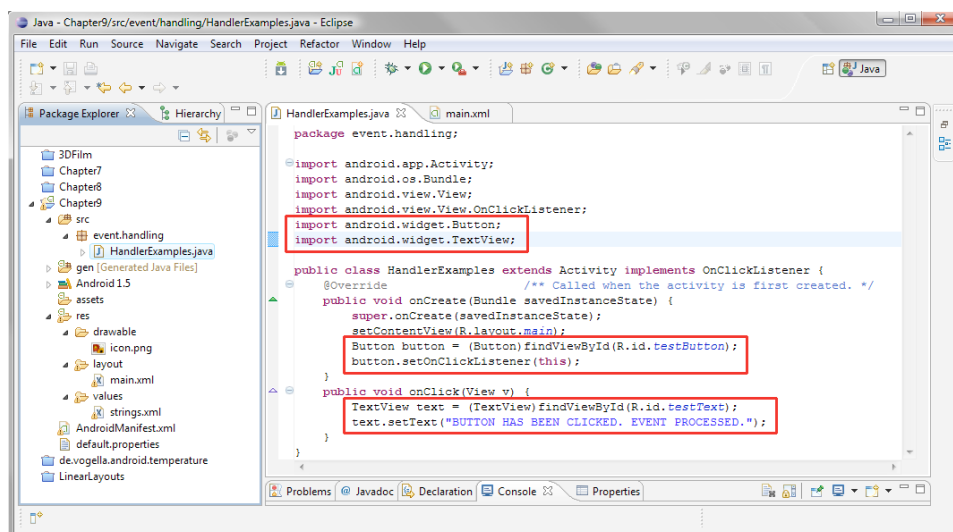 Java - Chapter9/src/event/handling/HandlerExamples.java - Eclipse
File Edit Run Source Navigate Search Project Refactor Window Help
Java
Package Explorer
Hierarchy
3DFilm
Chapter7
Chapter8
Chapter9
src
event.handling
HandlerExamples.java
gen [Generated Java Files]
Android 1.5
assets
res
drawable
icon.png
layout
main.xml
values
strings.xml
AndroidManifest.xml
default.properties
de.vogella.android.temperature
LinearLayouts
HandlerExamples.java
main.xml
package event.handling;
import android.app.Activity;
import android.os.Bundle;
import android.view.View;
import android.view.View.OnClickListener;
import android.widget.Button;
import android.widget.TextView;
public class HandlerExamples extends Activity implements OnClickListener {
@Override /** Called when the activity is first created. */
public void onCreate(Bundle savedInstanceState) {
super.onCreate(savedInstanceState);
setContentView(R.layout.main);
Button button = (Button)findViewById(R.id.testButton);
button.setOnClickListener(this);
}
public void onClick(View v) {
TextView text = (TextView)findViewById(R.id.testText);
text.setText("BUTTON HAS BEEN CLICKED. EVENT PROCESSED.");
}
}
Problems @ Javadoc Declaration Console Properties